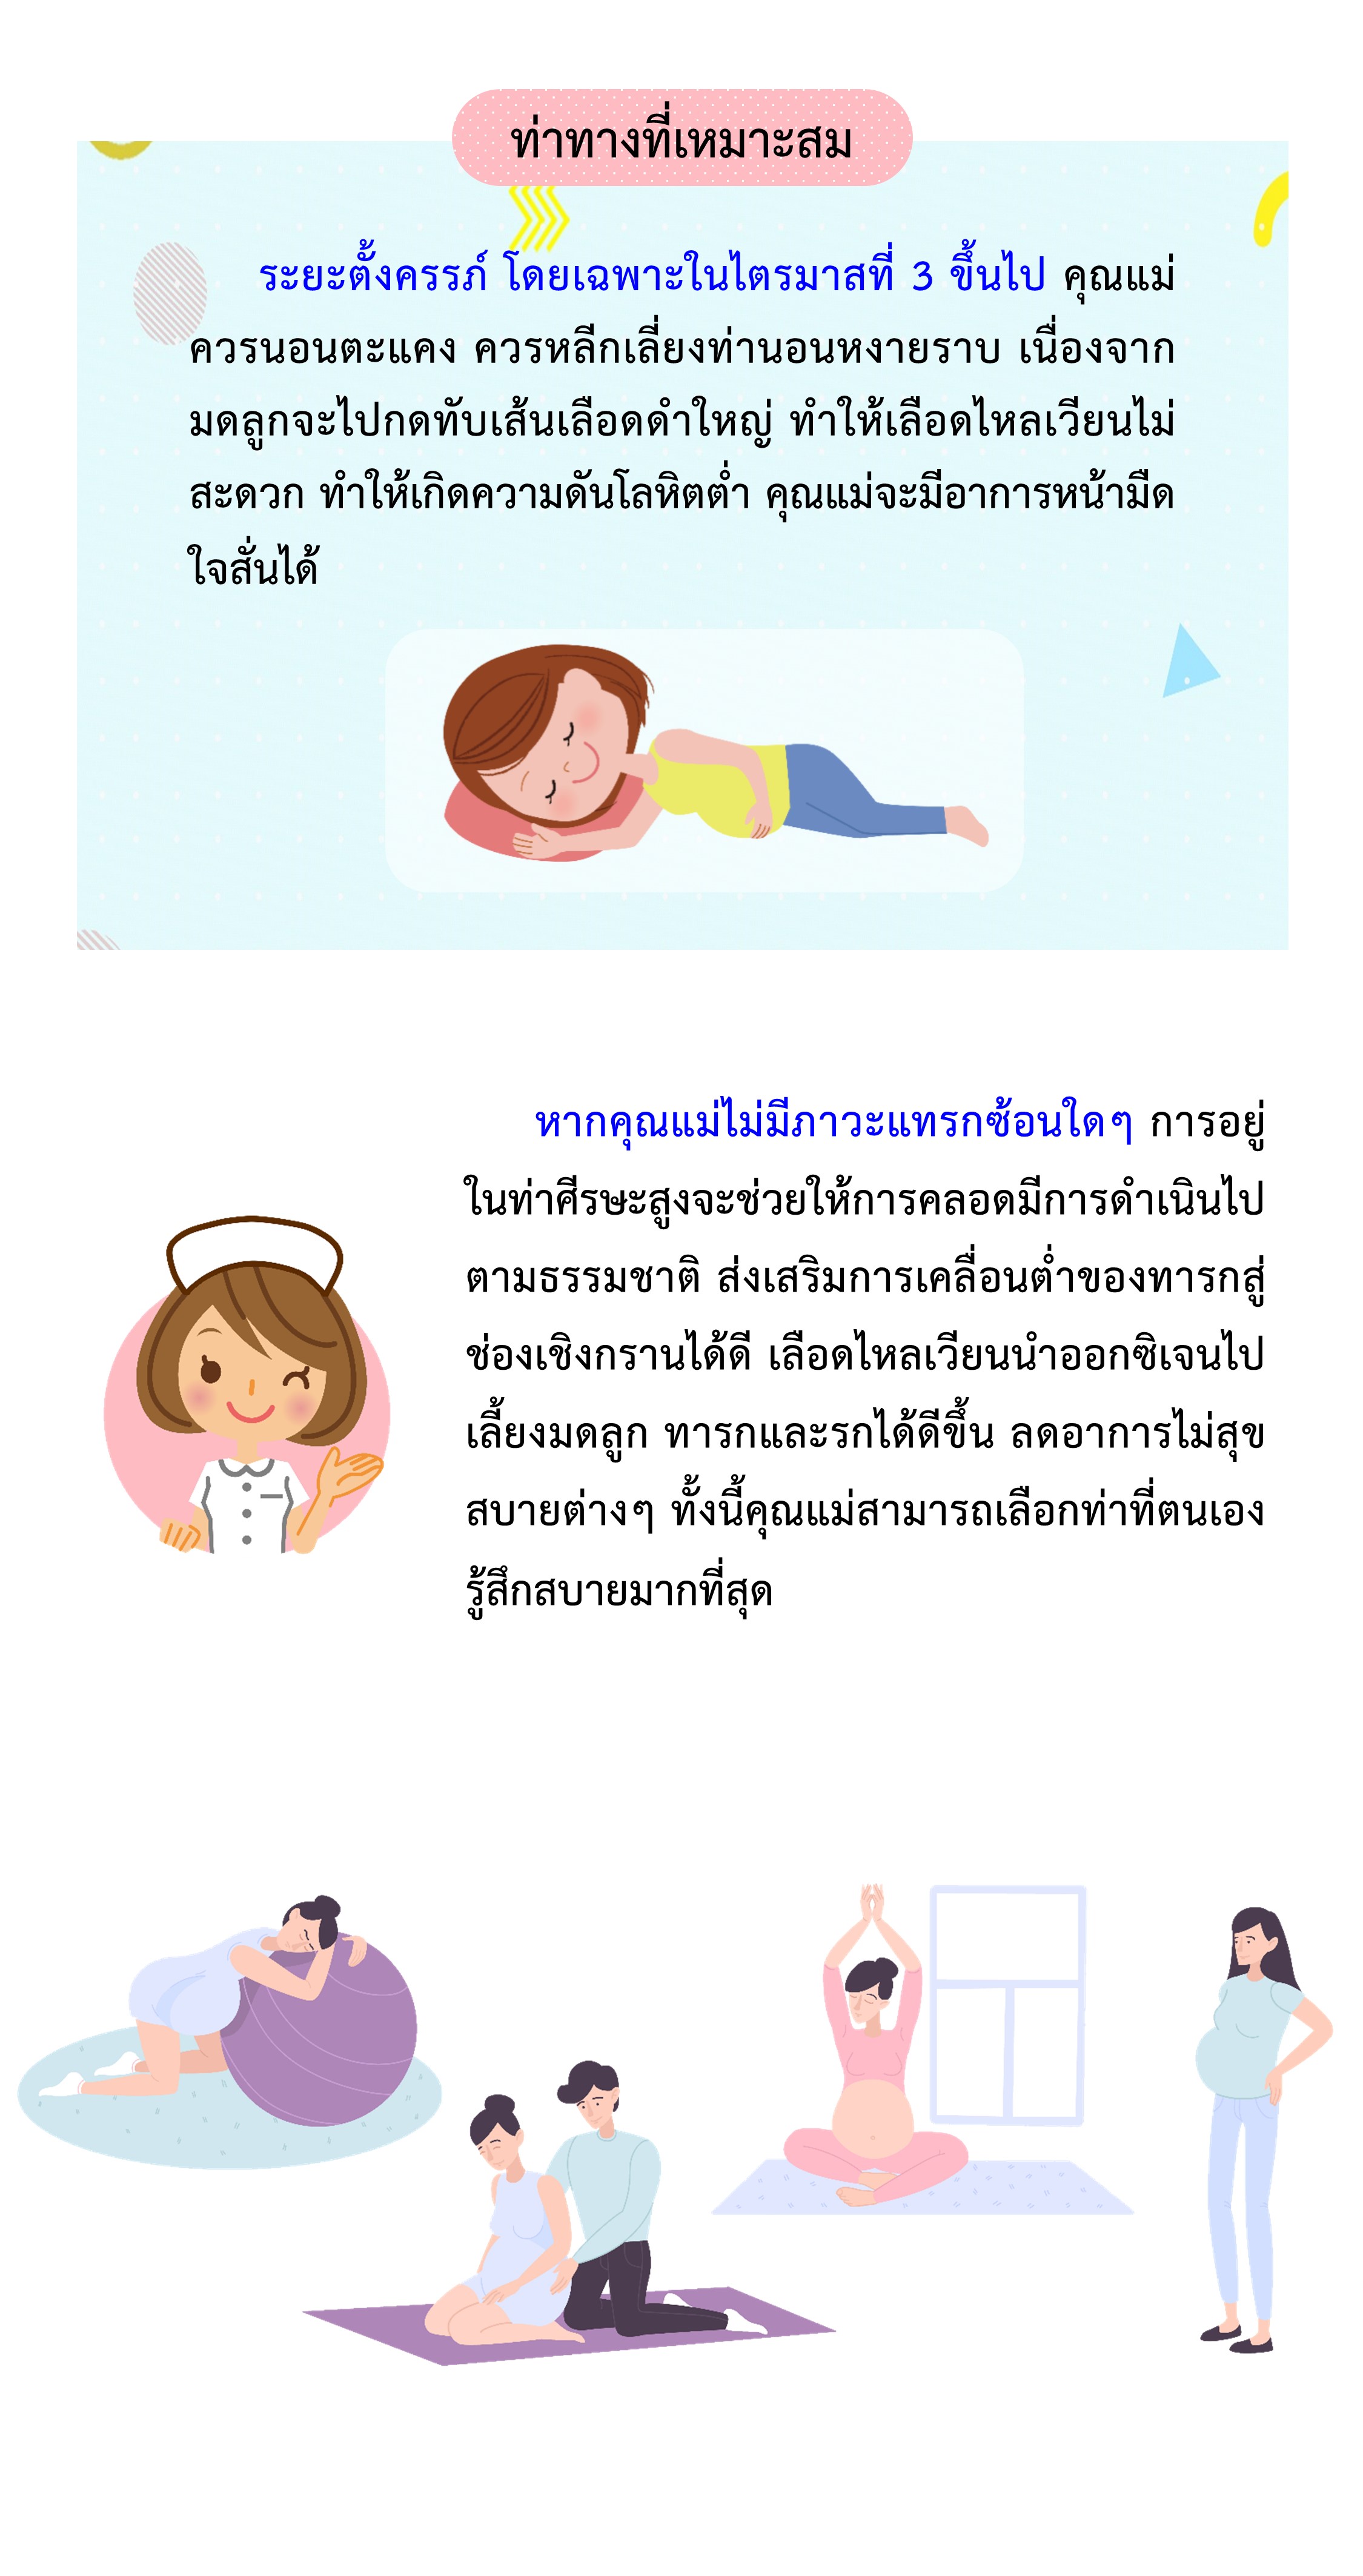 ท่าทางที่เหมาะสม
ระยะตั้งครรภ์ โดยเฉพาะในไตรมาสที่ 3 ขึ้นไป คุณแม่
ควรนอนตะแคง ควรหลีกเลี่ยงท่านอนหงายราบ เนื่องจาก
มดลูกจะไปกดทับเส้นเลือดดำใหญ่ ทำให้เลือดไหลเวียนไม่
สะดวก ทำให้เกิดความดันโลหิตต่ำ คุณแม่จะมีอาการหน้ามืด
ใจสั่นได้
หากคุณแม่ไม่มีภาวะแทรกซ้อนใดๆ การอยู่
ในท่าศีรษะสูงจะช่วยให้การคลอดมีการดำเนินไป
ตามธรรมชาติ ส่งเสริมการเคลื่อนต่ำของทารกสู่
ช่องเชิงกรานได้ดี เลือดไหลเวียนนำออกซิเจนไป
เลี้ยงมดลูก ทารกและรกได้ดีขึ้น ลดอาการไม่สุข
สบายต่างๆ ทั้งนี้คุณแม่สามารถเลือกท่าที่ตนเอง
รู้สึกสบายมากที่สุด